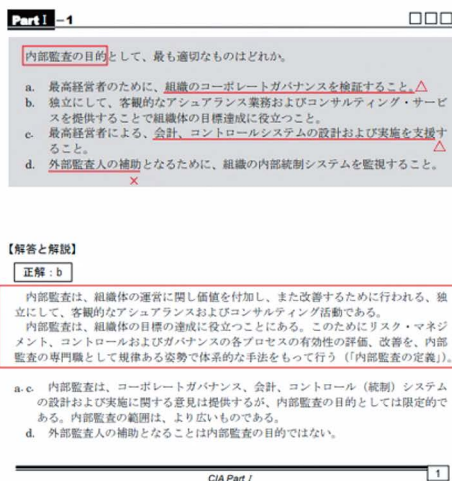 Part I －1 □□□
内部監査の目的として、最も適切なものはどれか。
a. 最高経営者のために、組織のコーポレートガバナンスを検証すること。△
b. 独立にして、客観的なアシュアランス業務およびコンサルティング・サービ
スを提供することで組織体の目標達成に役立つこと。
c. 最高経営者による、会計、コントロールシステムの設計および実施を支援す
ること。 △
d. 外部監査人の補助となるために、組織の内部統制システムを監視すること。
×
【解答と解説】
正解：b
内部監査は、組織体の運営に関し価値を付加し、また改善するために行われる、独
立にして、客観的なアシュアランスおよびコンサルティング活動である。
内部監査は、組織体の目標の達成に役立つことにある。このためにリスク・マネジ
メント、コントロールおよびガバナンスの各プロセスの有効性の評価、改善を、内部
監査の専門職として規律ある姿勢で体系的な手法をもって行う（「内部監査の定義」）。
a. c. 内部監査は、コーポレートガバナンス、会計、コントロール（統制）システム
の設計および実施に関する意見は提供するが、内部監査の目的としては限定的で
ある。内部監査の範囲は、より広いものである。
d. 外部監査人の補助となることは内部監査の目的ではない。
CIA Part I
1